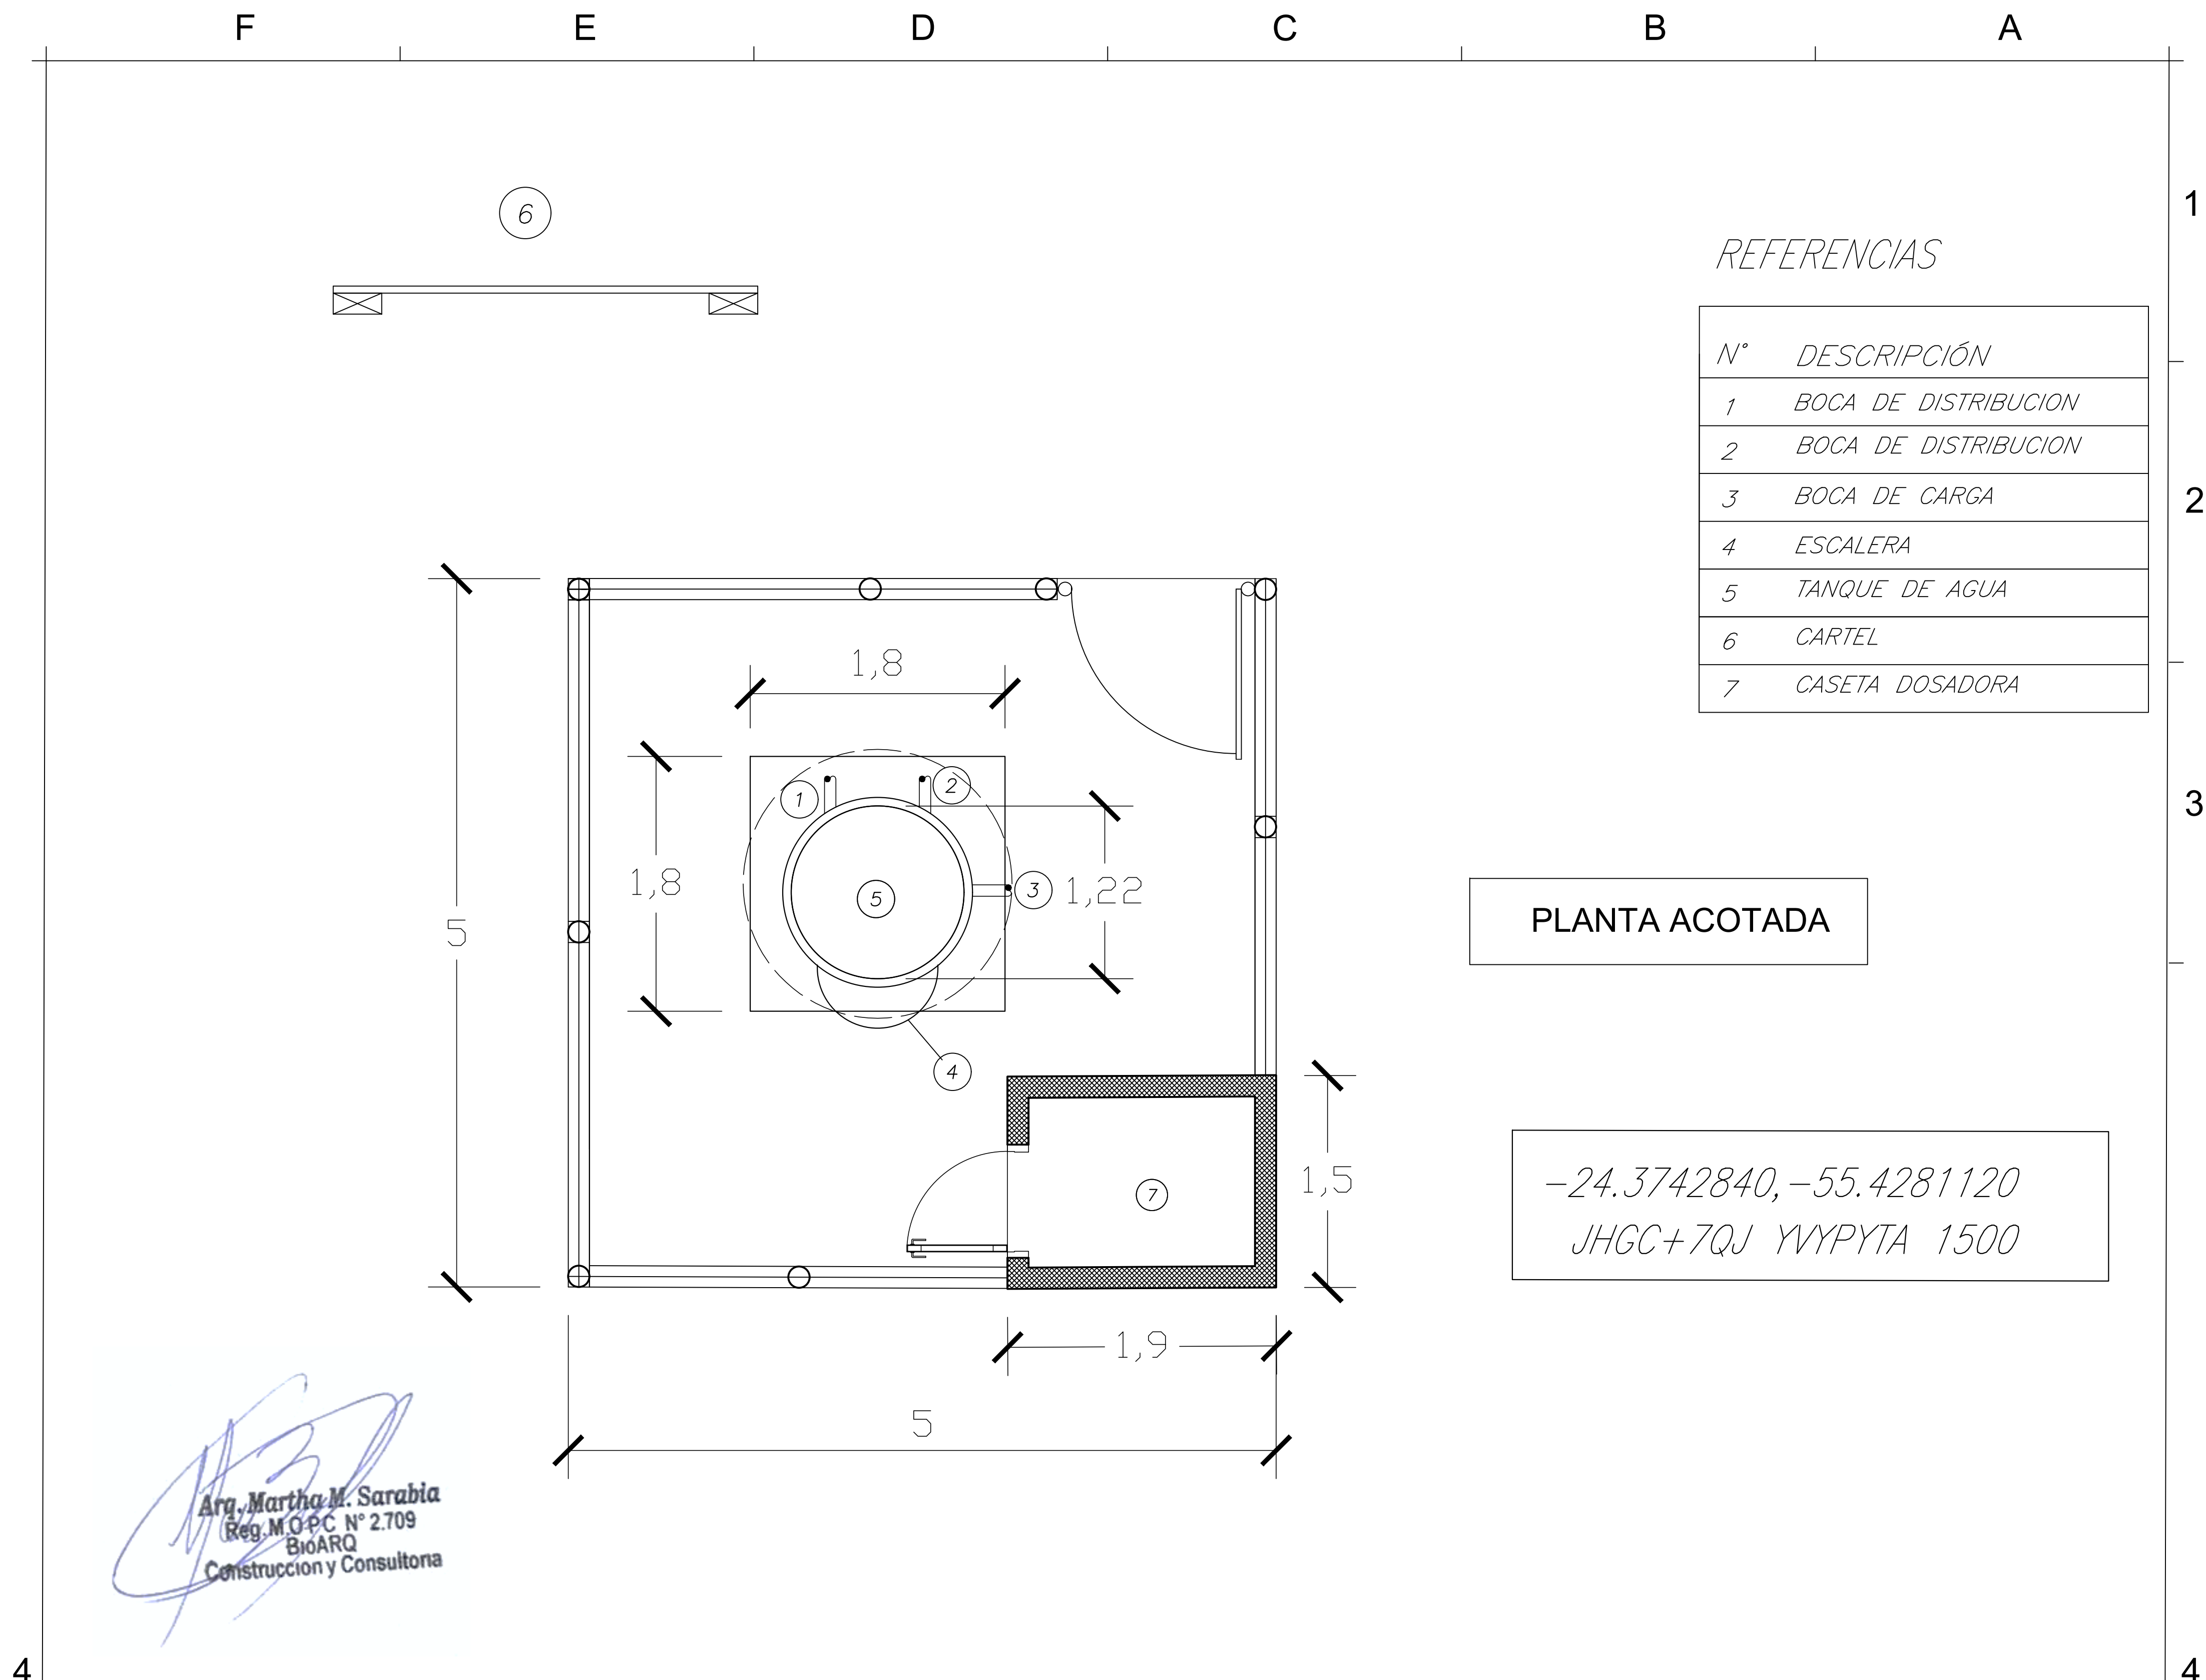 F E D C B A
1
6
REFERENCIAS
N° DESCRIPCIÓN
1 BOCA DE DISTRIBUCION
2 BOCA DE DISTRIBUCION
3 BOCA DE CARGA
4 ESCALERA
5 TANQUE DE AGUA
6 CARTEL
7 CASETA DOSADORA
2
1,8
1
2
3
1,8
5
3
1,22
5
PLANTA ACOTADA
4
7
1,5
-24.3742840,-55.4281120
JHGC+7QJ YVYPYTA 1500
1,9
5
Arq. Martha M. Sarabia
Reg. M.O.P.C N° 2.709
BioARQ
Construccion y Consultoria
4
4